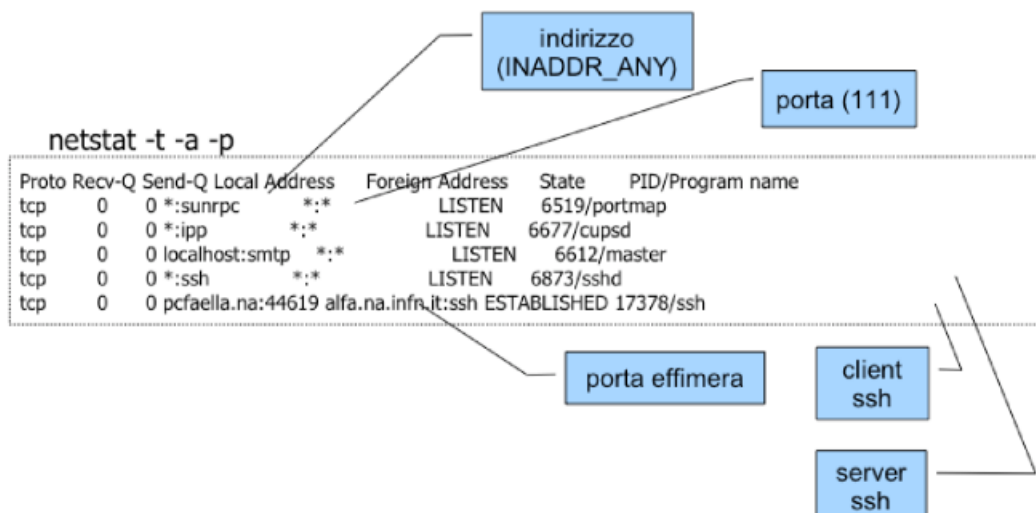 indirizzo
(INADDR_ANY)
porta (111)
netstat -t -a -p
Proto Recv-Q Send-Q Local Address Foreign Address State PID/Program name
tcp 0 0 *:sunrpc *:* LISTEN 6519/portmap
tcp 0 0 *:ipp *:* LISTEN 6677/cupsd
tcp 0 0 localhost:smtp *:* LISTEN 6612/master
tcp 0 0 *:ssh *:* LISTEN 6873/sshd
tcp 0 0 pcfaella.na:44619 alfa.na.infn.it:ssh ESTABLISHED 17378/ssh
porta effimera
client
ssh
server
ssh